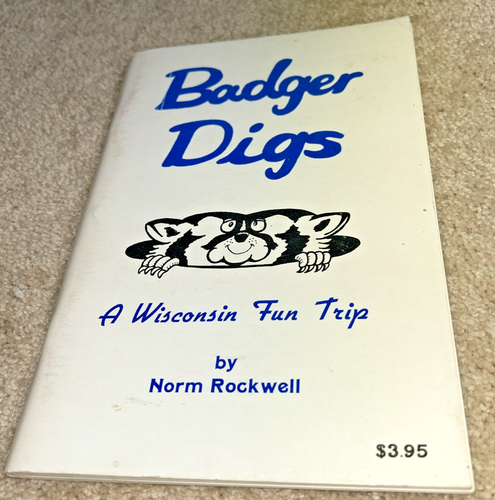 Badger
Digs
A Wisconsin Fun Trip
by
Norm Rockwell
$3.95